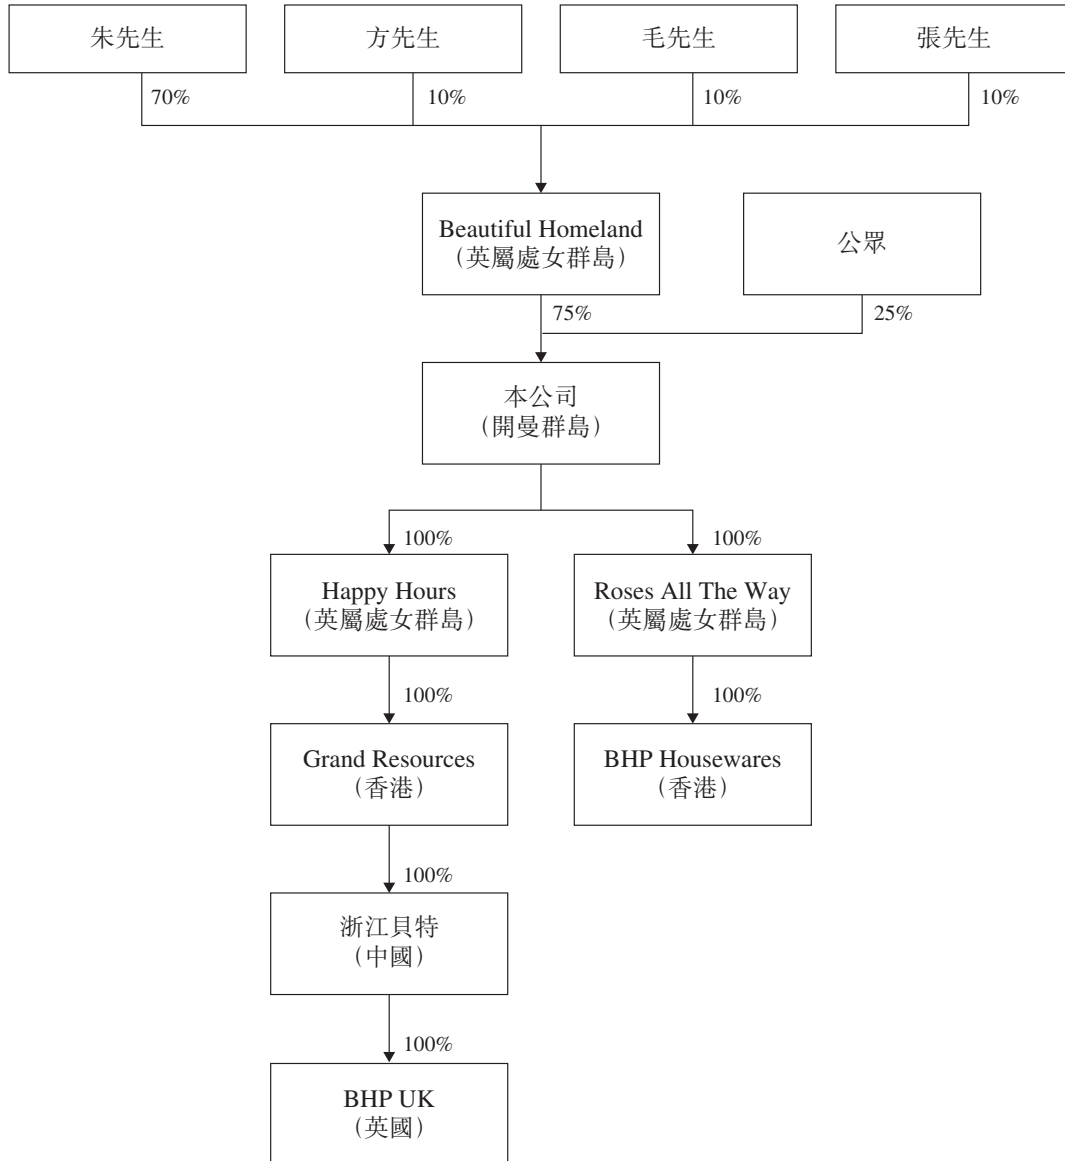 朱先生
方先生
毛先生
張先生
70%
10%
10%
10%
Beautiful Homeland
（英屬處女群島）
公眾
75%
25%
本公司
（開曼群島）
100%
100%
Happy Hours
（英屬處女群島）
Roses All The Way
（英屬處女群島）
100%
100%
Grand Resources
（香港）
BHP Housewares
（香港）
100%
浙江貝特
（中國）
100%
BHP UK
（英國）